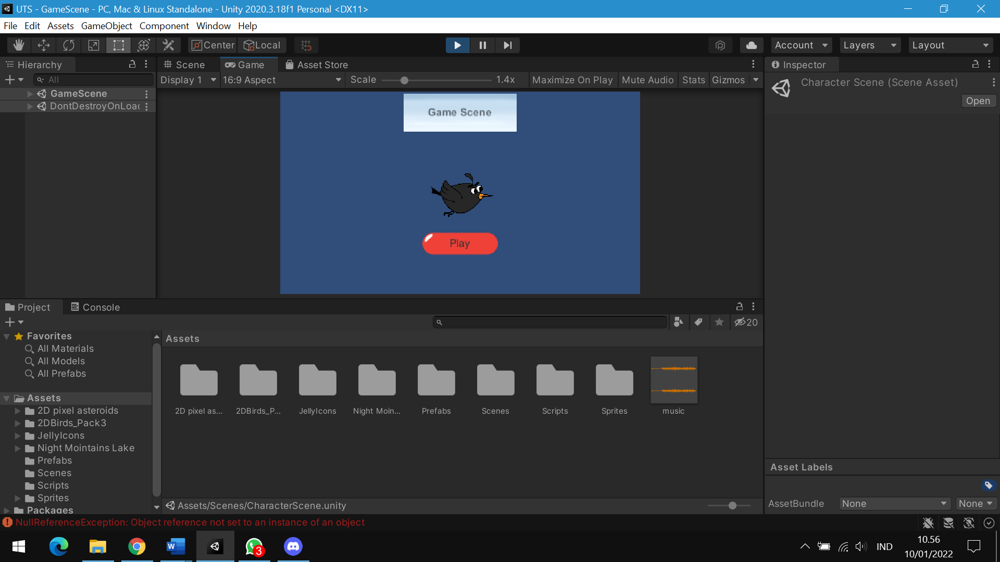 UTS - GameScene - PC, Mac & Linux Standalone - Unity 2020.3.18f1 Personal <DX11>
File Edit Assets GameObject Component Window Help
Center Local Account Layers Layout
Hierarchy Scene Game Asset Store Inspector
All Display 1 16:9 Aspect Scale 1.4x Maximize On Play Mute Audio Stats Gizmos
Character Scene (Scene Asset)
Open
GameScene
DontDestroyOnLoad
Game Scene
Play
Project Console
20
Favorites
All Materials
All Models
All Prefabs
Assets
2D pixel asteroids
2DBirds_Pack3
JellyIcons
Night Mointains Lake
Prefabs
Scenes
Scripts
Sprites
Packages
Assets
2D pixel as... 2DBirds_P... JellyIcons Night Moin... Prefabs Scenes Scripts Sprites music
Assets/Scenes/CharacterScene.unity
Asset Labels
AssetBundle None None
NullReferenceException: Object reference not set to an instance of an object
W
3
IND
10.56
10/01/2022